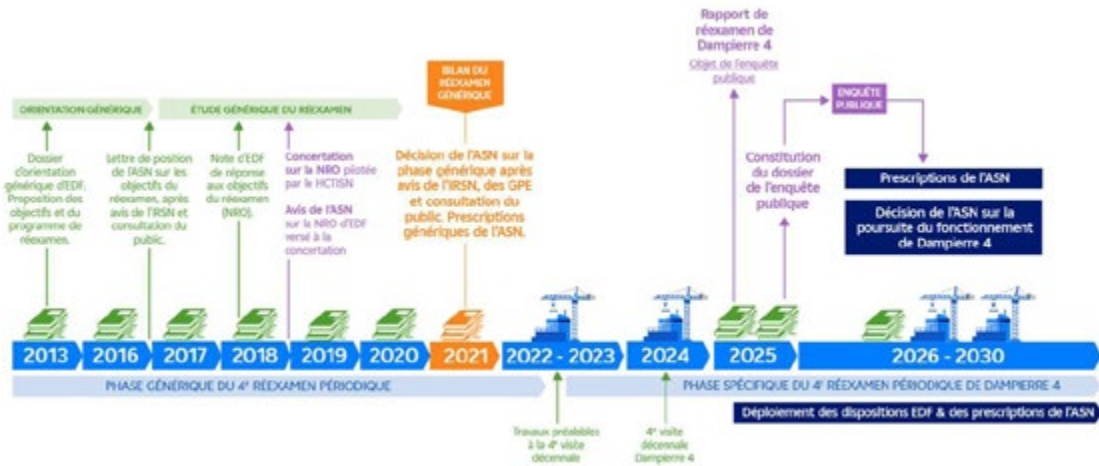 Rapport de
réexamen de
Dampierre 4
Objet de l'enquête
publique
BILAN DU
RÉEXAMEN
GÉNÉRIQUE
ENQUÊTE
PUBLIQUE
ORIENTATION GÉNÉRIQUE
ÉTUDE GÉNÉRIQUE DU RÉEXAMEN
Dossier
d'orientation
générique d'EDF.
Proposition des
objectifs et du
programme de
réexamen.
Lettre de position
de l'ASN sur les
objectifs du
réexamen, après
avis de l'IRSN et
consultation du
public.
Note d'EDF
de réponse
aux objectifs
du réexamen
(NRO).
Concertation
sur la NRO pilotée
par le HCTISN
Avis de l'ASN
sur la NRO d'EDF
versé à la
concertation
Décision de l'ASN sur la
phase générique après
avis de l'IRSN, des GPE
et consultation du
public. Prescriptions
génériques de l'ASN.
Constitution
du dossier
de l'enquête
publique
Prescriptions de l'ASN
Décision de l'ASN sur la
poursuite du fonctionnement
de Dampierre 4
2013
2016
2017
2018
2019
2020
2021
2022 - 2023
2024
2025
2026 - 2030
PHASE GÉNÉRIQUE DU 4e RÉEXAMEN PÉRIODIQUE
PHASE SPÉCIFIQUE DU 4e RÉEXAMEN PÉRIODIQUE DE DAMPIERRE 4
Déploiement des dispositions EDF & des prescriptions de l'ASN
Travaux préalables
à la 4e visite
décennale
4e visite
décennale
Dampierre 4